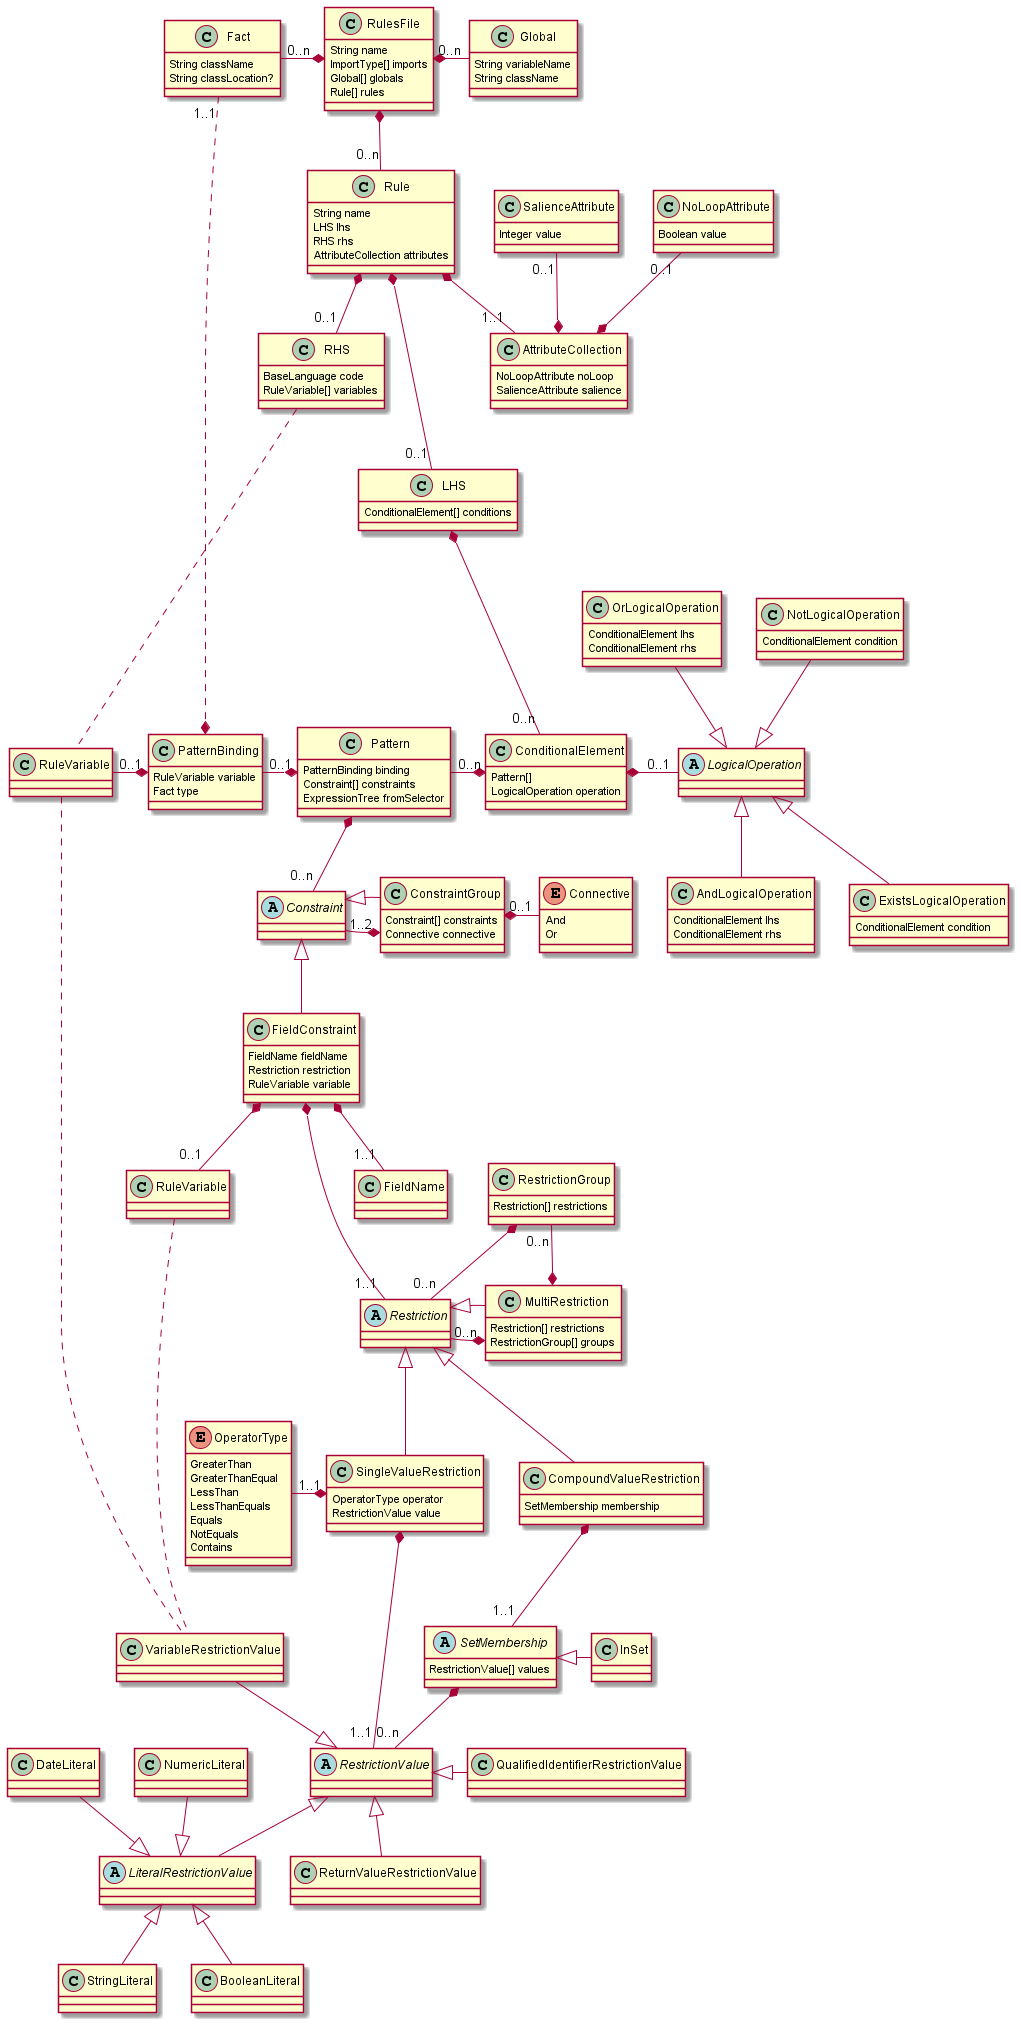 C Fact
String className
String classLocation?
0..n
C RulesFile
String name
ImportType[] imports
Global[] globals
Rule[] rules
0..n
C Global
String variableName
String className
1..1
0..n
C Rule
String name
LHS lhs
RHS rhs
AttributeCollection attributes
C SalienceAttribute
Integer value
C NoLoopAttribute
Boolean value
0..1
0..1
0..1
1..1
C RHS
BaseLanguage code
RuleVariable[] variables
C AttributeCollection
NoLoopAttribute noLoop
SalienceAttribute salience
0..1
C LHS
ConditionalElement[] conditions
C OrLogicalOperation
ConditionalElement lhs
ConditionalElement rhs
C NotLogicalOperation
ConditionalElement condition
0..n
C RuleVariable
0..1
C PatternBinding
RuleVariable variable
Fact type
0..1
C Pattern
PatternBinding binding
Constraint[] constraints
ExpressionTree fromSelector
0..n
C ConditionalElement
Pattern[]
LogicalOperation operation
0..1
A LogicalOperation
0..n
A Constraint
1..2
C ConstraintGroup
Constraint[] constraints
Connective connective
0..1
E Connective
And
Or
C AndLogicalOperation
ConditionalElement lhs
ConditionalElement rhs
C ExistsLogicalOperation
ConditionalElement condition
C FieldConstraint
FieldName fieldName
Restriction restriction
RuleVariable variable
0..1
1..1
C RuleVariable
C FieldName
C RestrictionGroup
Restriction[] restrictions
0..n
1..1
0..n
A Restriction
0..n
C MultiRestriction
Restriction[] restrictions
RestrictionGroup[] groups
E OperatorType
GreaterThan
GreaterThanEqual
LessThan
LessThanEquals
Equals
NotEquals
Contains
1..1
C SingleValueRestriction
OperatorType operator
RestrictionValue value
C CompoundValueRestriction
SetMembership membership
1..1
C VariableRestrictionValue
A SetMembership
RestrictionValue[] values
C InSet
1..1
0..n
C DateLiteral
C NumericLiteral
A RestrictionValue
C QualifiedIdentifierRestrictionValue
A LiteralRestrictionValue
C ReturnValueRestrictionValue
C StringLiteral
C BooleanLiteral